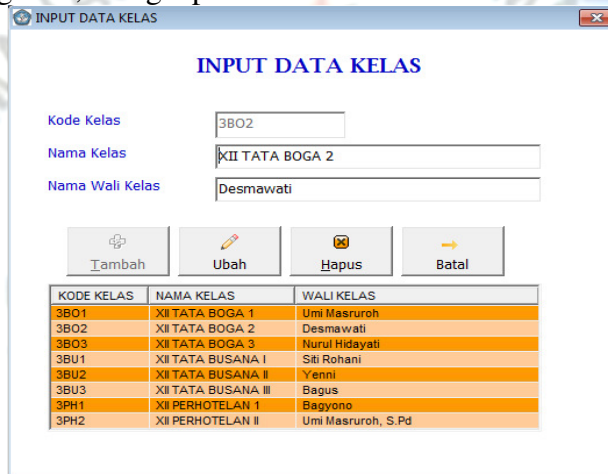 INPUT DATA KELAS
INPUT DATA KELAS
Kode Kelas 3BO2
Nama Kelas XII TATA BOGA 2
Nama Wali Kelas Desmawati
Tambah Ubah Hapus Batal
KODE KELAS NAMA KELAS WALI KELAS
3BO1 XII TATA BOGA 1 Umi Masruroh
3BO2 XII TATA BOGA 2 Desmawati
3BO3 XII TATA BOGA 3 Nurul Hidayati
3BU1 XII TATA BUSANA I Siti Rohani
3BU2 XII TATA BUSANA II Yenni
3BU3 XII TATA BUSANA III Bagus
3PH1 XII PERHOTELAN 1 Bagyono
3PH2 XII PERHOTELAN II Umi Masruroh, S.Pd